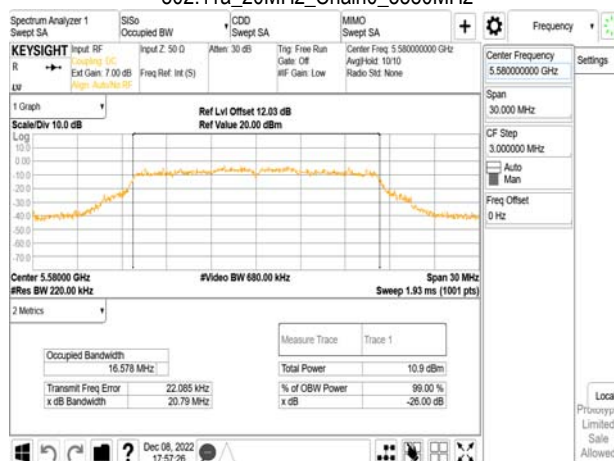 802.11a_20MHz_Chain0_5580MHz
Spectrum Analyzer 1
Swept SA
SiSo
Occupied BW
CDD
Swept SA
MIMO
Swept SA
+
Frequency
KEYSIGHT
R
LXI
Input: RF
Coupling: DC
Ext Gain: 7.00 dB
Align: Auto/No RF
Input Z: 50 Ω
Freq Ref: Int (S)
Atten: 30 dB
Trig: Free Run
Gate: Off
#IF Gain: Low
Center Freq: 5.580000000 GHz
Avg|Hold: 10/10
Radio Std: None
Center Frequency
5.580000000 GHz
Settings
Span
30.000 MHz
CF Step
3.000000 MHz
Auto
Man
Freq Offset
0 Hz
1 Graph
Scale/Div 10.0 dB
Ref Lvl Offset 12.03 dB
Ref Value 20.00 dBm
Log
10.0
0.00
-10.0
-20.0
-30.0
-40.0
-50.0
-60.0
-70.0
Center 5.58000 GHz
#Res BW 220.00 kHz
#Video BW 680.00 kHz
Span 30 MHz
Sweep 1.93 ms (1001 pts)
2 Metrics
Measure Trace
Trace 1
Occupied Bandwidth
16.578 MHz
Total Power
10.9 dBm
Transmit Freq Error
22.085 kHz
% of OBW Power
99.00 %
x dB Bandwidth
20.79 MHz
x dB
-26.00 dB
Loca
Limited
Sale
Allowed
?
Dec 08, 2022
17:57:26